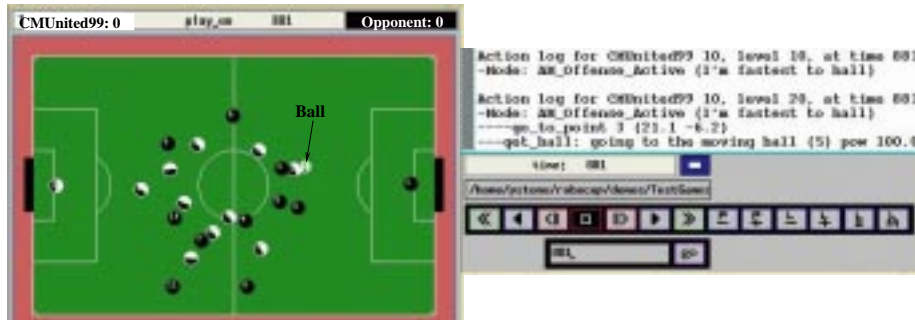 CMUnited99: 0 play_on 881 Opponent: 0
Ball
Action log for CMUnited99 10, level 10, at time 881
-Mode: AM_Offense_Active (I'm fastest to ball)
Action log for CMUnited99 10, level 20, at time 881
-Mode: AM_Offense_Active (I'm fastest to ball)
----go_to_point 3 (21.1 -6.2)
---get_ball: going to the moving ball (5) pow 100.0
time: 881
/home/pstone/robocup/demos/TestGames
881
go